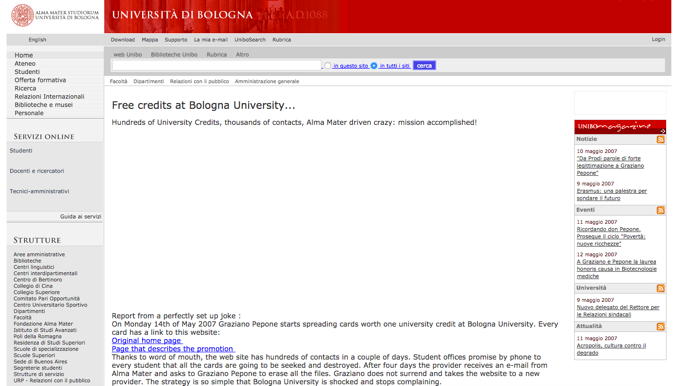 ALMA MATER STUDIORUM
UNIVERSITÀ DI BOLOGNA
UNIVERSITÀ DI BOLOGNA
A.D.1088
English
Download Mappa Supporto La mia e-mail UniboSearch Rubrica
Login
Home
Ateneo
Studenti
Offerta formativa
Ricerca
Relazioni Internazionali
Biblioteche e musei
Personale
SERVIZI ONLINE
Studenti
Docenti e ricercatori
Tecnici-amministrativi
Guida ai servizi
STRUTTURE
Aree amministrative
Biblioteche
Centri linguistici
Centri interdipartimentali
Centro di Bertinoro
Collegio di Cina
Collegio Superiore
Comitato Pari Opportunità
Centro Universitario Sportivo
Dipartimenti
Facoltà
Fondazione Alma Mater
Istituto di Studi Avanzati
Polo della Romagna
Residenza di Studi Superiori
Scuole di specializzazione
Scuole Superiori
Sede di Buenos Aires
Segreterie studenti
Strutture di servizio
URP - Relazioni con il pubblico
web Unibo Biblioteche Unibo Rubrica Altro
in questo sito in tutti i siti cerca
Facoltà Dipartimenti Relazioni con il pubblico Amministrazione generale
Free credits at Bologna University...
Hundreds of University Credits, thousands of contacts, Alma Mater driven crazy: mission accomplished!
Report from a perfectly set up joke :
On Monday 14th of May 2007 Graziano Pepone starts spreading cards worth one university credit at Bologna University. Every
card has a link to this website:
Original home page
Page that describes the promotion
Thanks to word of mouth, the web site has hundreds of contacts in a couple of days. Student offices promise by phone to
every student that all the cards are going to be seeked and destroyed. After four days the provider receives an e-mail from
Alma Mater and asks to Graziano Pepone to erase all the files. Graziano does not surrend and takes the website to a new
provider. The strategy is so simple that Bologna University is shocked and stops complaining.
UNIBOmagazine
Notizie
10 maggio 2007
"Da Prodi parole di forte
legittimazione a Graziano
Pepone"
9 maggio 2007
Erasmus: una palestra per
sondare il futuro
Eventi
11 maggio 2007
Ricordando don Pepone.
Prosegue il ciclo "Povertà:
nuove ricchezze"
12 maggio 2007
A Graziano e Pepone la laurea
honoris causa in Biotecnologie
mediche
Università
9 maggio 2007
Nuovo delegato del Rettore per
le Relazioni sindacali
Attualità
11 maggio 2007
Acropolis, cultura contro il
degrado